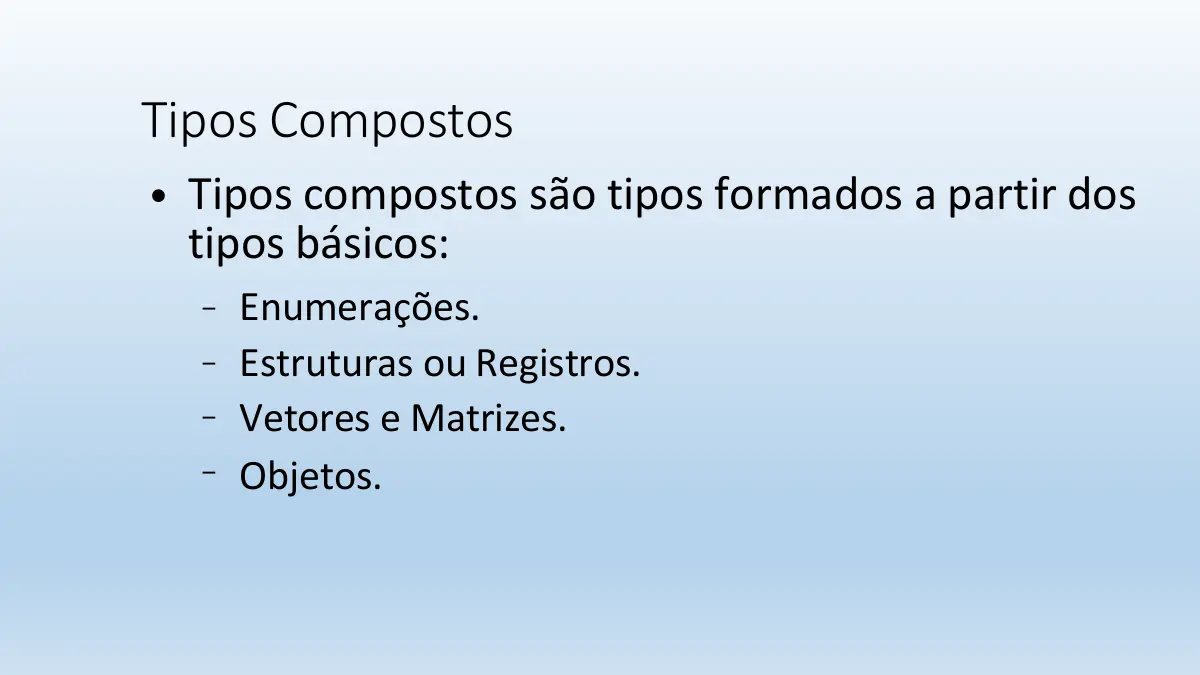 Tipos Compostos
• Tipos compostos são tipos formados a partir dos
tipos básicos:
– Enumerações.
– Estruturas ou Registros.
– Vetores e Matrizes.
– Objetos.